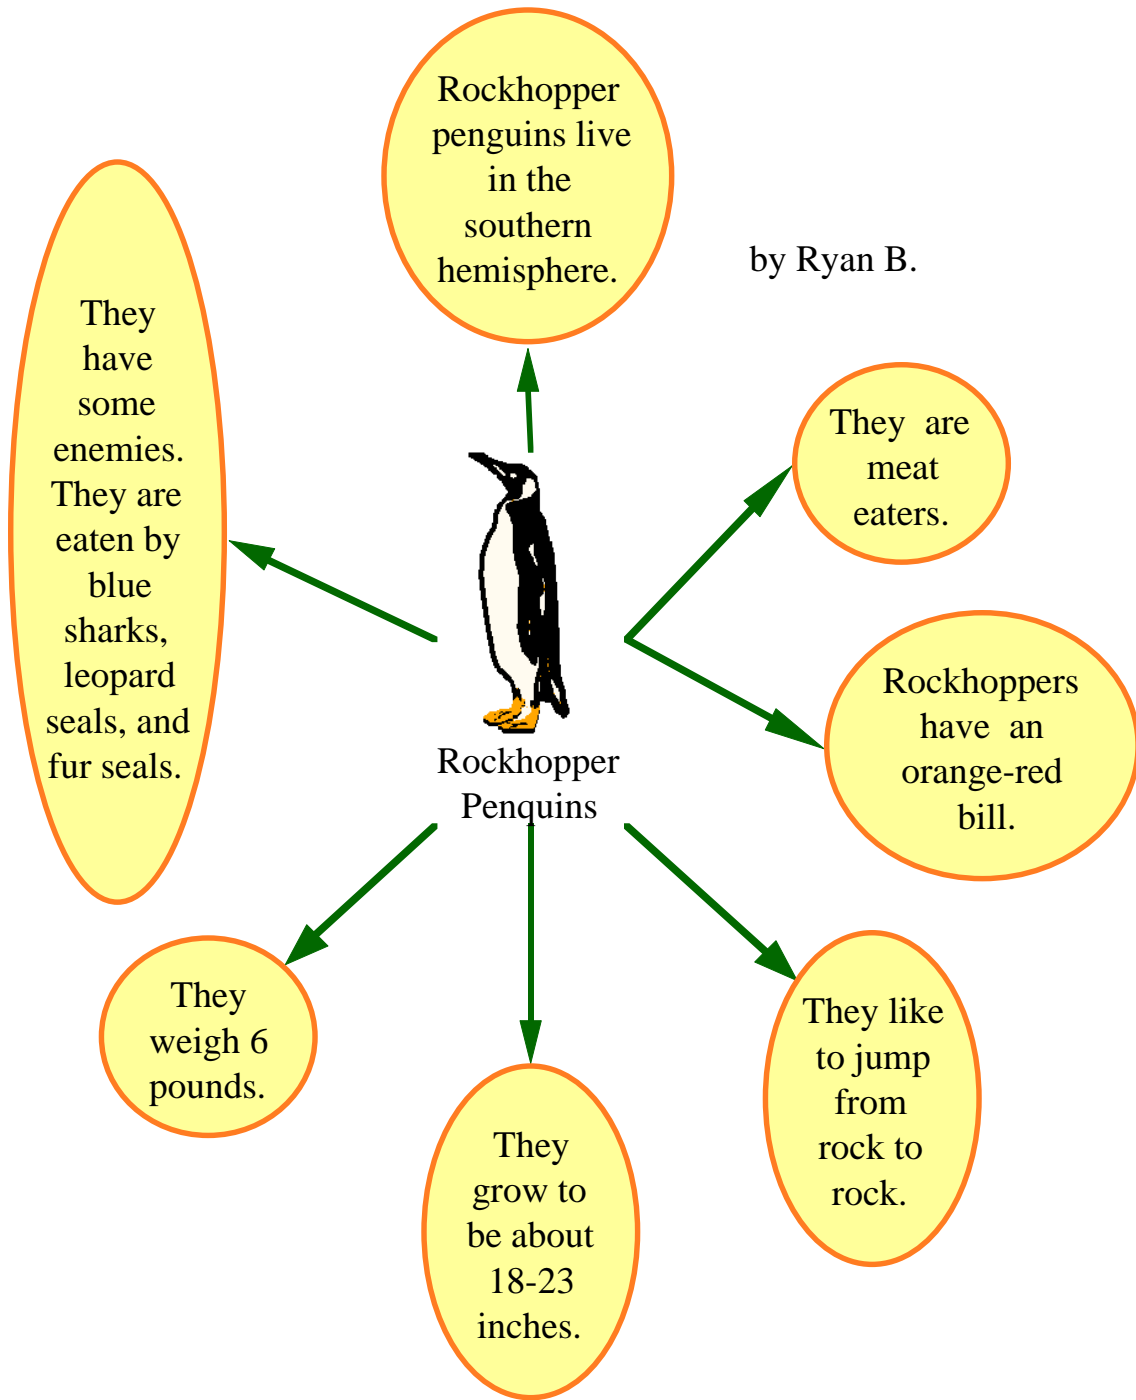 Rockhopper
penguins live
in the
southern
hemisphere.
by Ryan B.
They
have
some
enemies.
They are
eaten by
blue
sharks,
leopard
seals, and
fur seals.
They are
meat
eaters.
Rockhoppers
have an
orange-red
bill.
Rockhopper
Penquins
They
weigh 6
pounds.
They
grow to
be about
18-23
inches.
They like
to jump
from
rock to
rock.